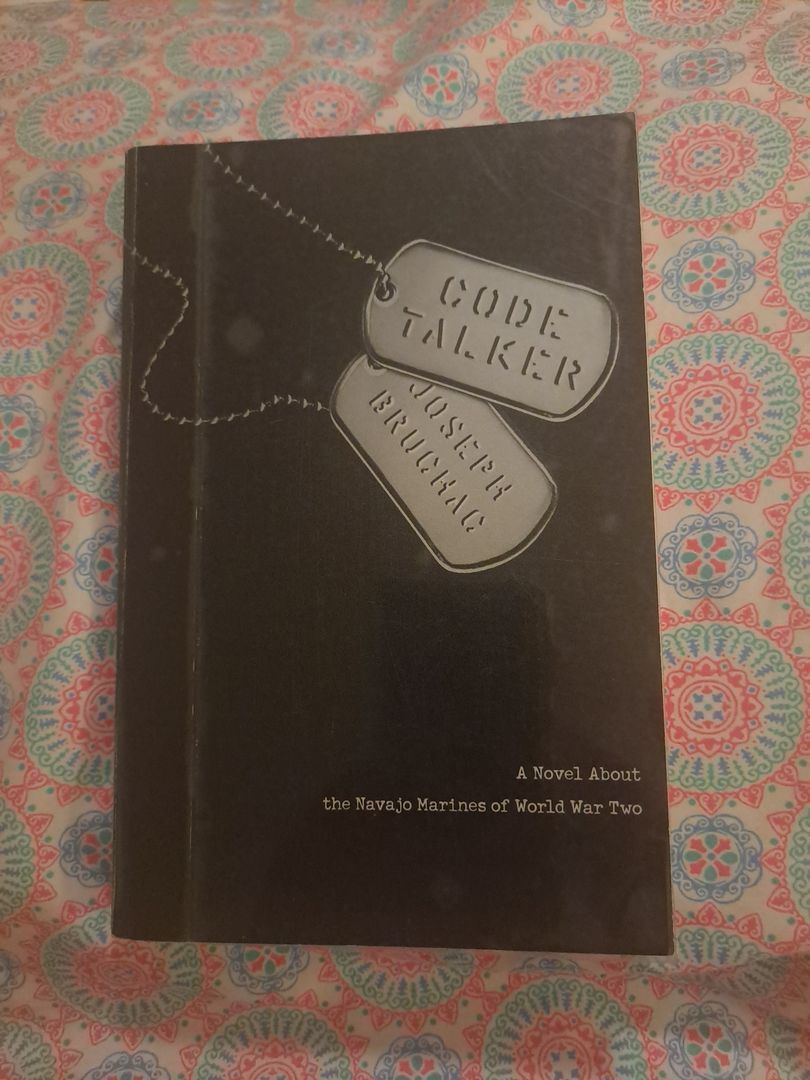 CODE
TALKER
JOSEPH
BRUCHAC
A Novel About
the Navajo Marines of World War Two